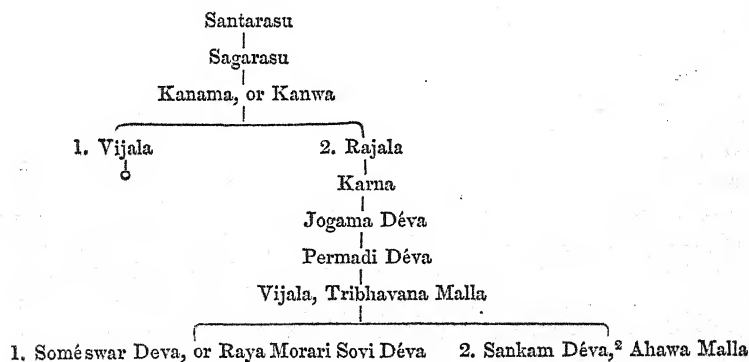 Santarasu
Sagarasu
Kanama, or Kanwa
1. Vijala 2. Rajala
Karna
Jogama Déva
Permadi Déva
Vijala, Tribhavana Malla
1. Soméswar Deva, or Raya Morari Sovi Déva 2. Sankam Déva,² Ahawa Malla